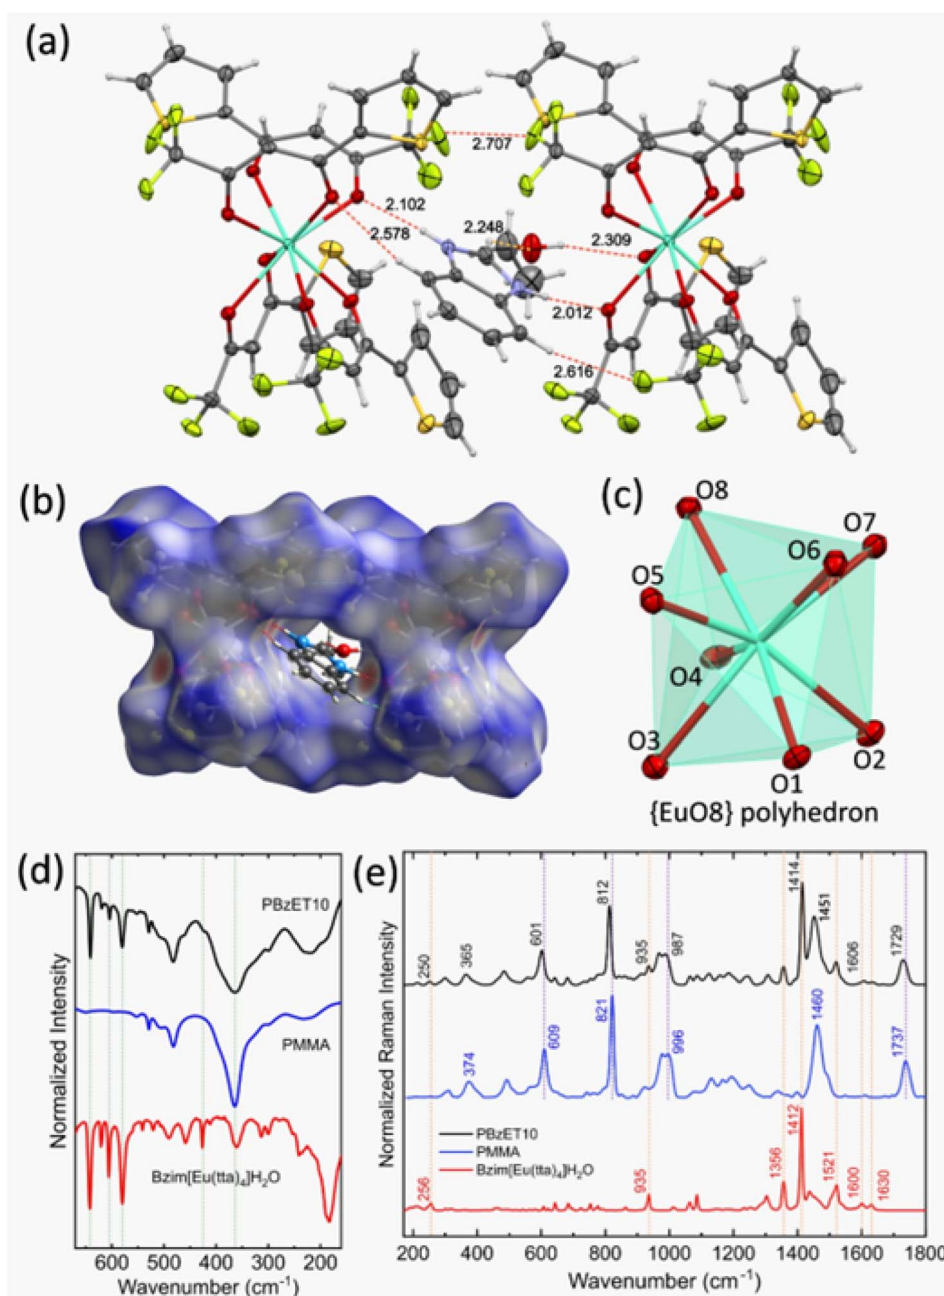 (a)
2.707
2.102
2.248
2.578
2.309
2.012
2.616
(b)
(c)
O8
O7
O6
O5
O4
O3
O2
O1
{EuO8} polyhedron
(d)
PBzET10
PMMA
Bzim[Eu(tta)4]H2O
Normalized Intensity
600 500 400 300 200
Wavenumber (cm-1)
(e)
250
365
601
812
935
987
1414
1451
1606
1729
374
609
821
996
1460
1737
PBzET10
PMMA
Bzim[Eu(tta)4]H2O
256
935
1356
1412
1521
1600
1630
Normalized Raman Intensity
200 400 600 800 1000 1200 1400 1600 1800
Wavenumber (cm-1)